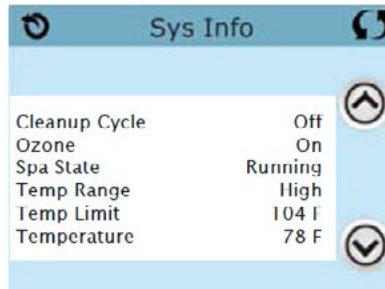 Sys Info
Cleanup Cycle Off
Ozone On
Spa State Running
Temp Range High
Temp Limit 104 F
Temperature 78 F